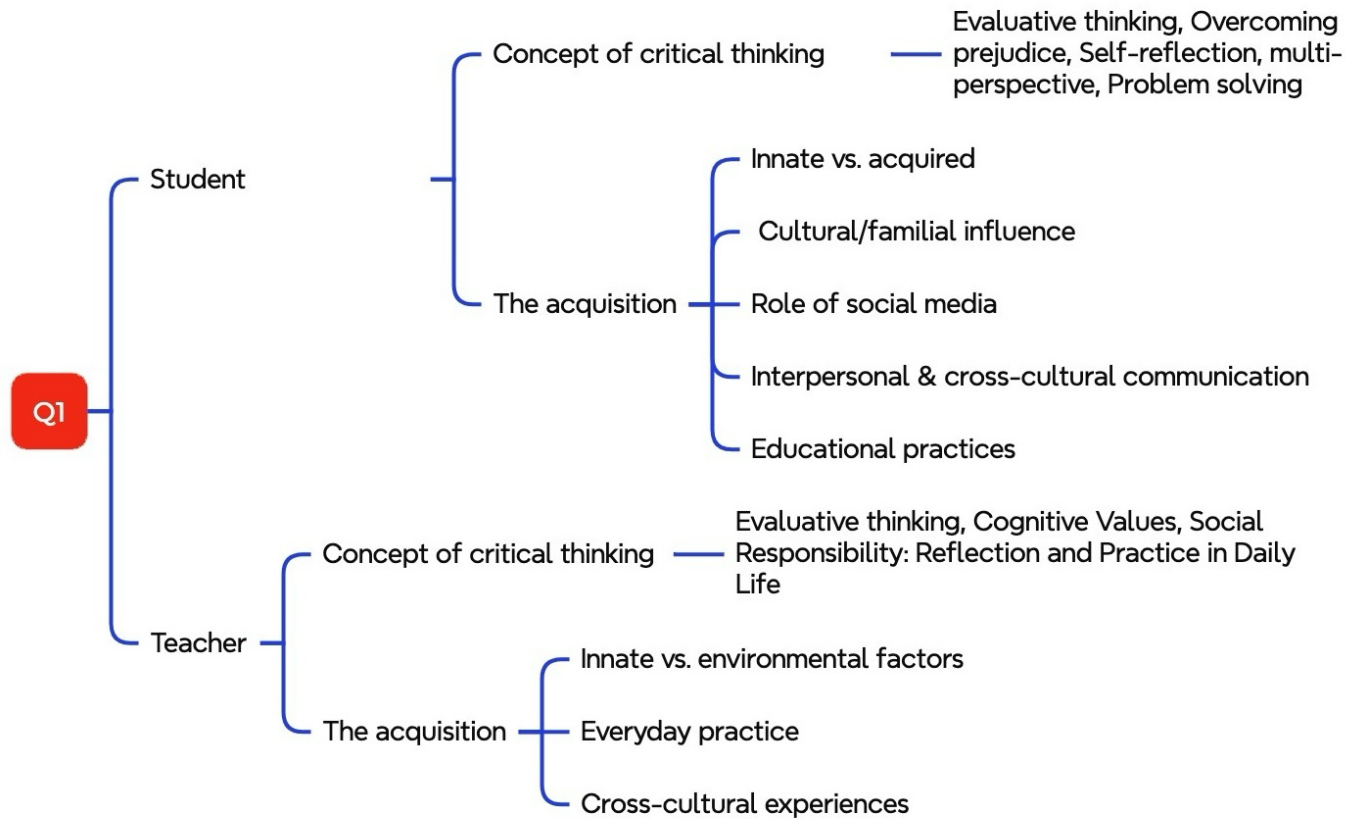 Concept of critical thinking
Evaluative thinking, Overcoming
prejudice, Self-reflection, multi-
perspective, Problem solving
Student
Innate vs. acquired
Cultural/familial influence
The acquisition
Role of social media
Interpersonal & cross-cultural communication
Educational practices
Q1
Concept of critical thinking
Evaluative thinking, Cognitive Values, Social
Responsibility: Reflection and Practice in Daily
Life
Teacher
Innate vs. environmental factors
The acquisition
Everyday practice
Cross-cultural experiences